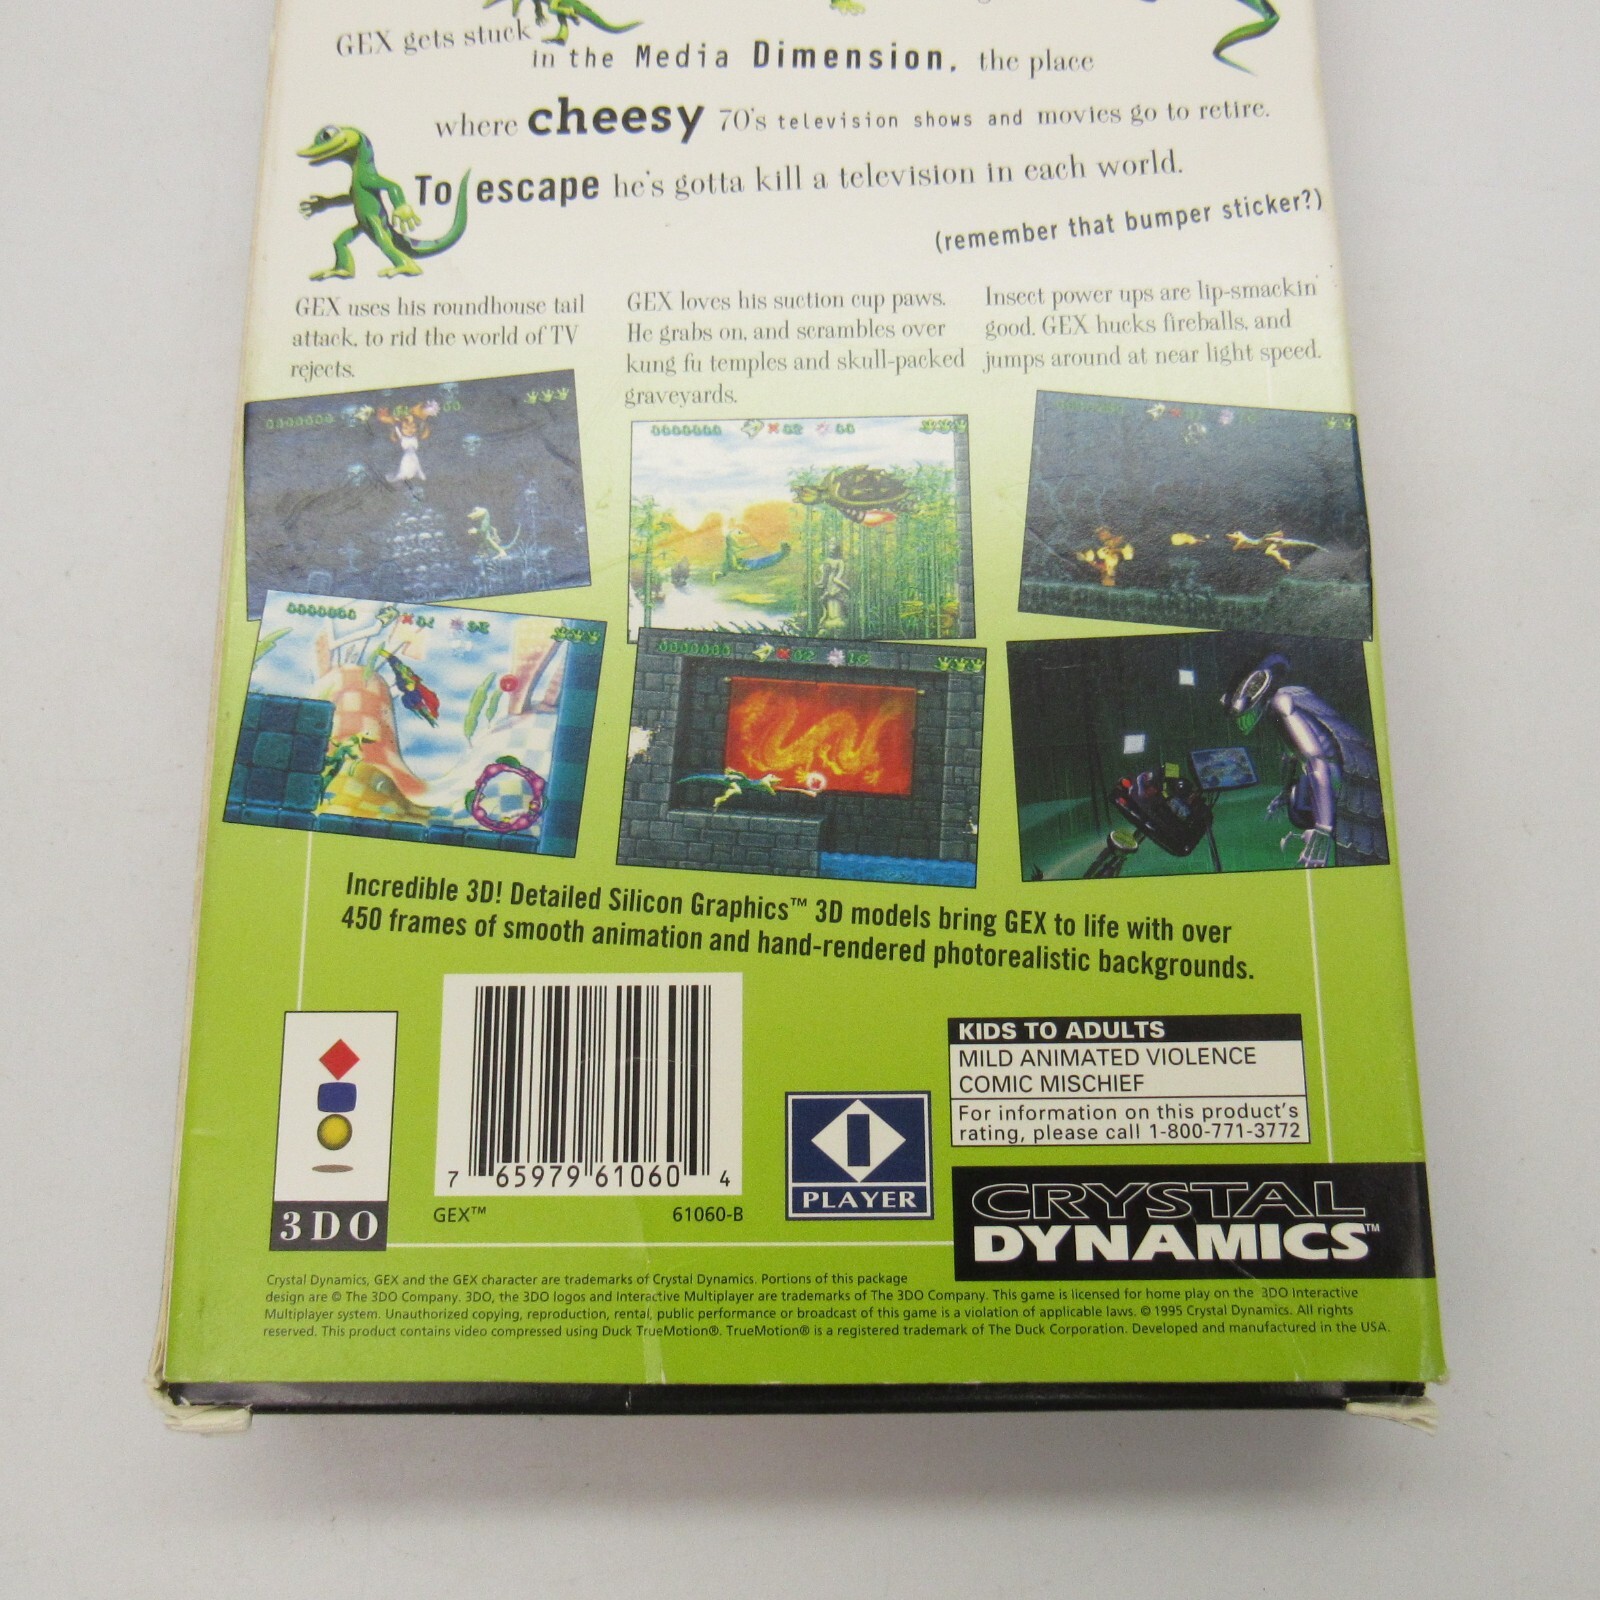 GEX gets stuck
in the Media Dimension, the place
where cheesy 70's television shows and movies go to retire.
To escape he's gotta kill a television in each world.
(remember that bumper sticker?)
GEX uses his roundhouse tail
attack, to rid the world of TV
rejects.
GEX loves his suction cup paws.
He grabs on, and scrambles over
kung fu temples and skull-packed
graveyards.
Insect power ups are lip-smackin'
good. GEX hucks fireballs, and
jumps around at near light speed.
0000000 02 00
0000000 01
0000000 02 10
Incredible 3D! Detailed Silicon Graphics™ 3D models bring GEX to life with over
450 frames of smooth animation and hand-rendered photorealistic backgrounds.
3DO
7 65979 61060 4
GEX™ 61060-B
1
PLAYER
KIDS TO ADULTS
MILD ANIMATED VIOLENCE
COMIC MISCHIEF
For information on this product's
rating, please call 1-800-771-3772
CRYSTAL
DYNAMICS™
Crystal Dynamics, GEX and the GEX character are trademarks of Crystal Dynamics. Portions of this package
design are © The 3DO Company. 3DO, the 3DO logos and Interactive Multiplayer are trademarks of The 3DO Company. This game is licensed for home play on the 3DO Interactive
Multiplayer system. Unauthorized copying, reproduction, rental, public performance or broadcast of this game is a violation of applicable laws. © 1995 Crystal Dynamics. All rights
reserved. This product contains video compressed using Duck TrueMotion®. TrueMotion® is a registered trademark of The Duck Corporation. Developed and manufactured in the USA.